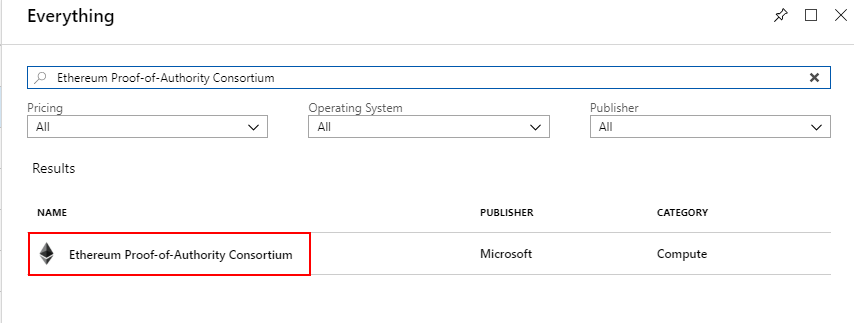 Everything
Ethereum Proof-of-Authority Consortium
Pricing Operating System Publisher
All All All
Results
NAME PUBLISHER CATEGORY
Ethereum Proof-of-Authority Consortium Microsoft Compute